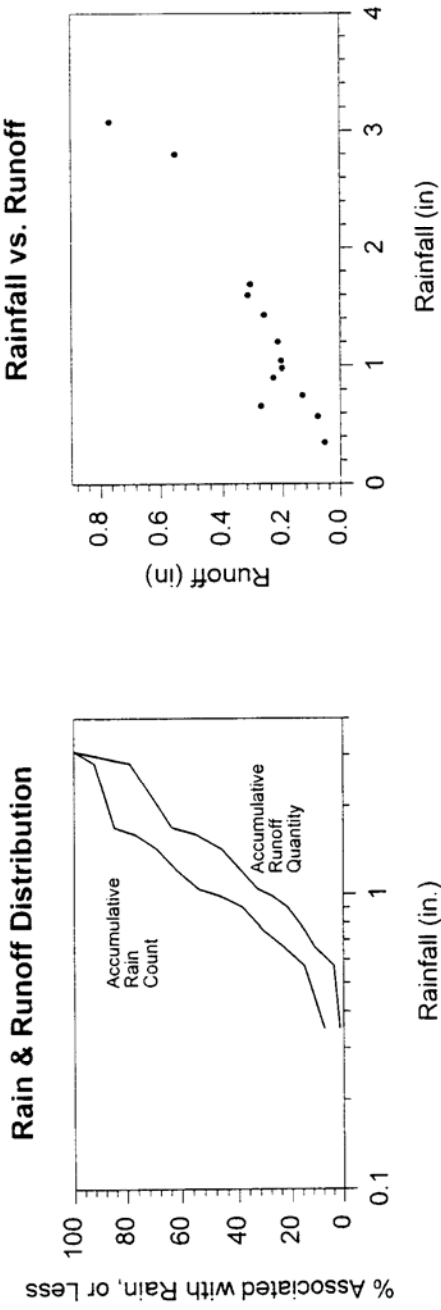 Rain & Runoff Distribution
% Associated with Rain, or Less
100
80
60
40
20
0
Accumulative
Rain
Count
Accumulative
Runoff
Quantity
0.1
1
Rainfall (in.)
Rainfall vs. Runoff
Runoff (in)
0.8
0.6
0.4
0.2
0.0
0
1
2
3
4
Rainfall (in)